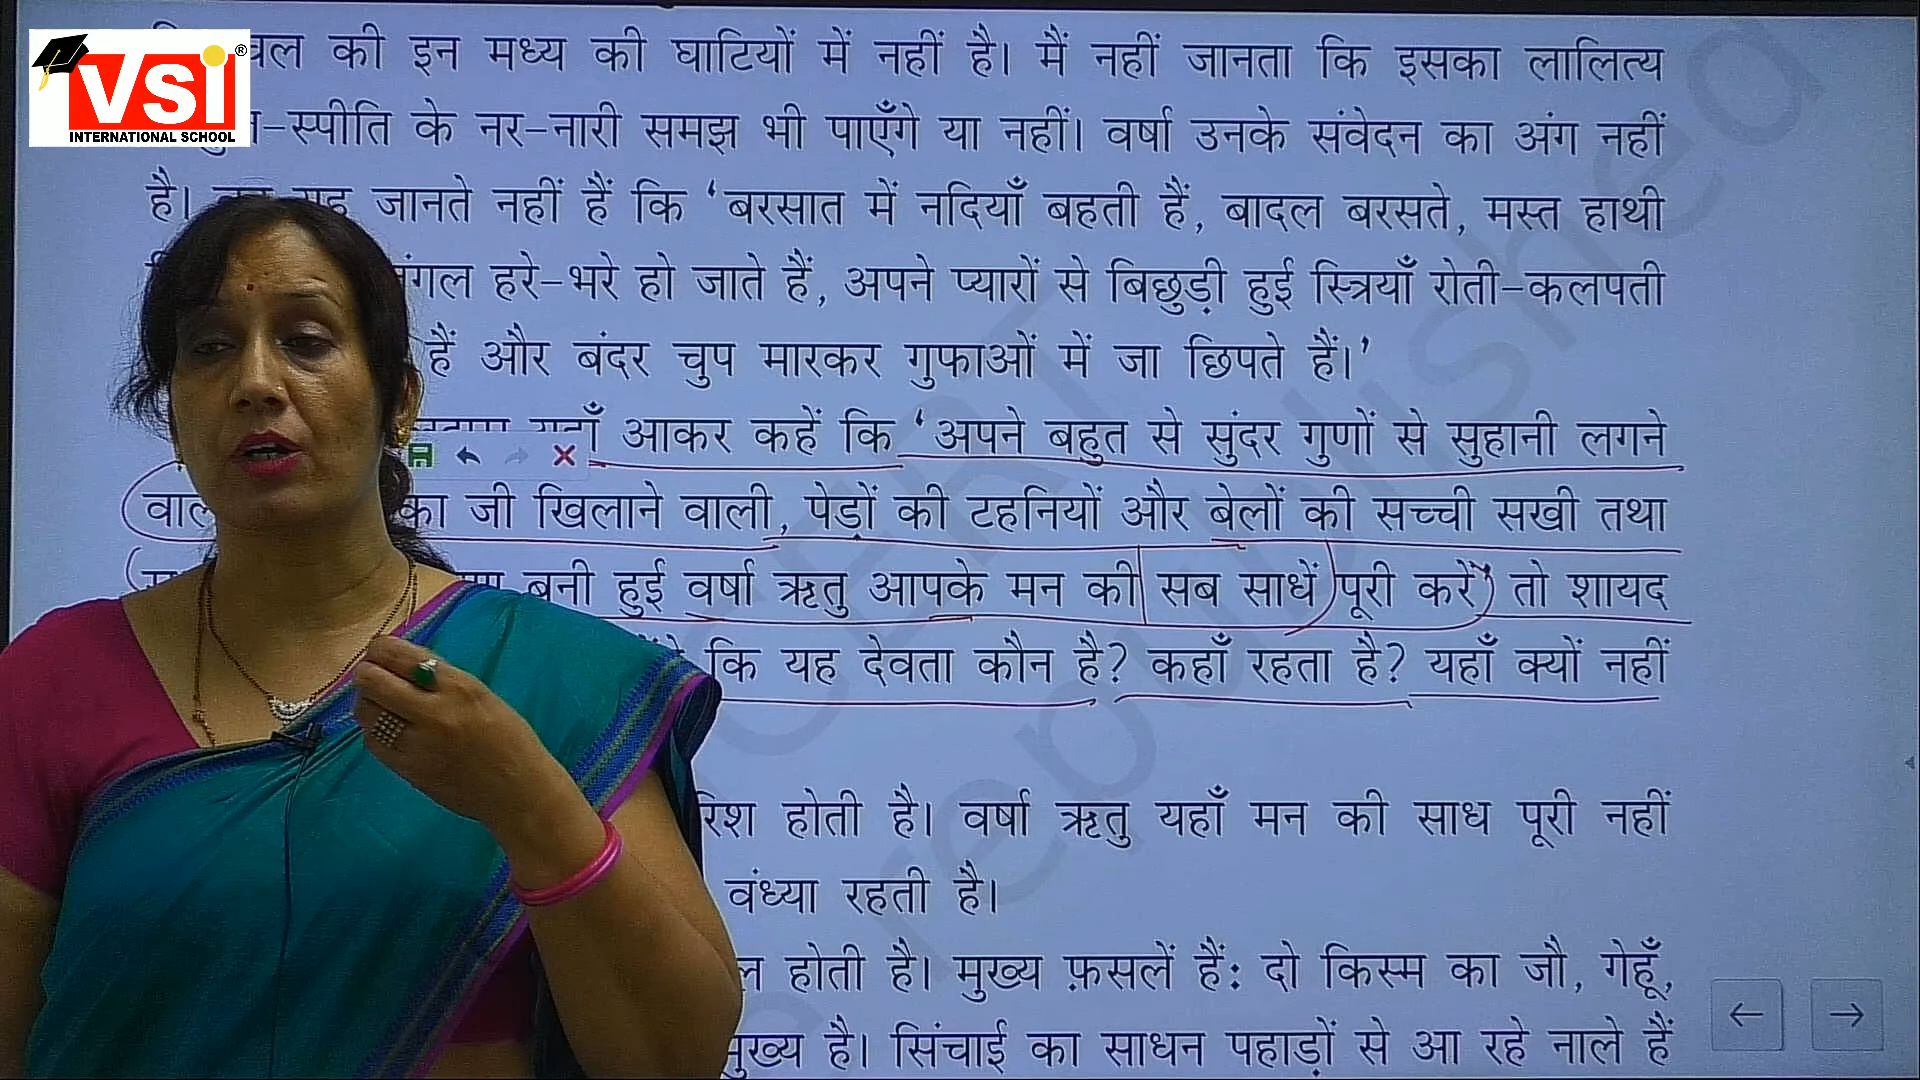 VSI®
INTERNATIONAL SCHOOL
की इन मध्य की घाटियों में नहीं है। मैं नहीं जानता कि इसका लालित्य
-स्पीति के नर-नारी समझ भी पाएँगे या नहीं। वर्षा उनके संवेदन का अंग नहीं
है। यह जानते नहीं हैं कि ‘बरसात में नदियाँ बहती हैं, बादल बरसते, मस्त हाथी
हरे-भरे हो जाते हैं, अपने प्यारों से बिछुड़ी हुई स्त्रियाँ रोती-कलपती
हैं और बंदर चुप मारकर गुफाओं में जा छिपते हैं।’
यहाँ आकर कहें कि ‘अपने बहुत से सुंदर गुणों से सुहानी लगने
का जी खिलाने वाली, पेड़ों की टहनियों और बेलों की सच्ची सखी तथा
बनी हुई वर्षा ऋतु आपके मन की सब साधें पूरी करें’ तो शायद
कि यह देवता कौन है? कहाँ रहता है? यहाँ क्यों नहीं
होती है। वर्षा ऋतु यहाँ मन की साध पूरी नहीं
वंध्या रहती है।
होती है। मुख्य फ़सलें हैं: दो किस्म का जौ, गेहूँ,
मुख्य है। सिंचाई का साधन पहाड़ों से आ रहे नाले हैं